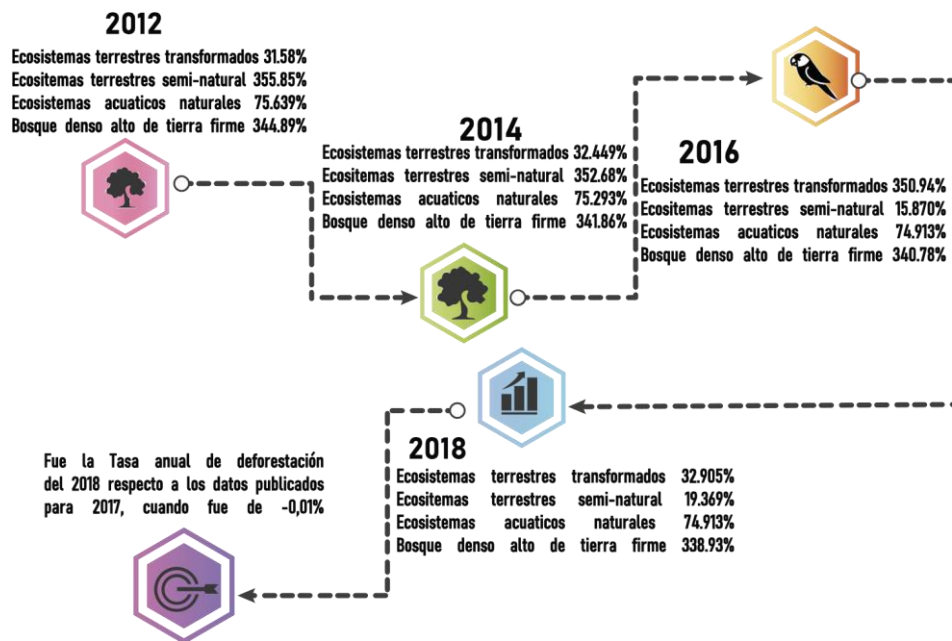 2012
Ecosistemas terrestres transformados 31.58%
Ecositemas terrestres semi-natural 355.85%
Ecosistemas acuaticos naturales 75.639%
Bosque denso alto de tierra firme 344.89%
2014
Ecosistemas terrestres transformados 32.449%
Ecositemas terrestres semi-natural 352.68%
Ecosistemas acuaticos naturales 75.293%
Bosque denso alto de tierra firme 341.86%
2016
Ecosistemas terrestres transformados 350.94%
Ecositemas terrestres semi-natural 15.870%
Ecosistemas acuaticos naturales 74.913%
Bosque denso alto de tierra firme 340.78%
2018
Ecosistemas terrestres transformados 32.905%
Ecositemas terrestres semi-natural 19.369%
Ecosistemas acuaticos naturales 74.913%
Bosque denso alto de tierra firme 338.93%
Fue la Tasa anual de deforestación
del 2018 respecto a los datos publicados
para 2017, cuando fue de -0,01%